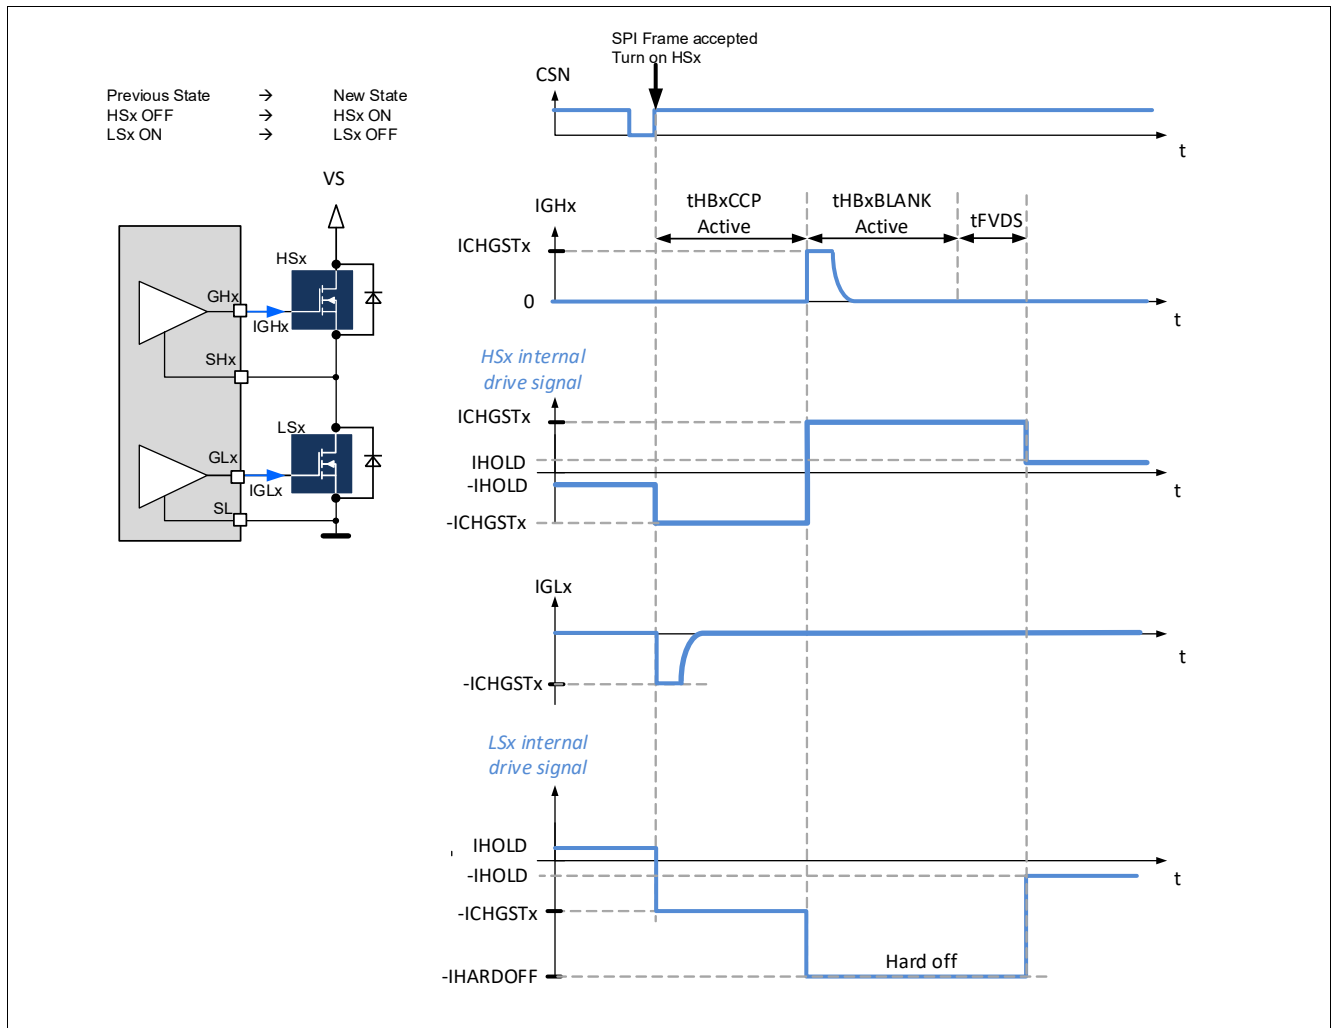 SPI Frame accepted
Turn on HSx
CSN
t
Previous State → New State
HSx OFF → HSx ON
LSx ON → LSx OFF
VS
HSx
GHx
IGHx
SHx
LSx
GLx
IGLx
SL
IGHx
tHBxCCP
Active
tHBxBLANK
Active
tFVDS
ICHGSTx
0
t
HSx internal
drive signal
ICHGSTx
IHOLD
-IHOLD
-ICHGSTx
t
IGLx
-ICHGSTx
t
LSx internal
drive signal
IHOLD
-IHOLD
-ICHGSTx
-IHARDOFF
Hard off
t